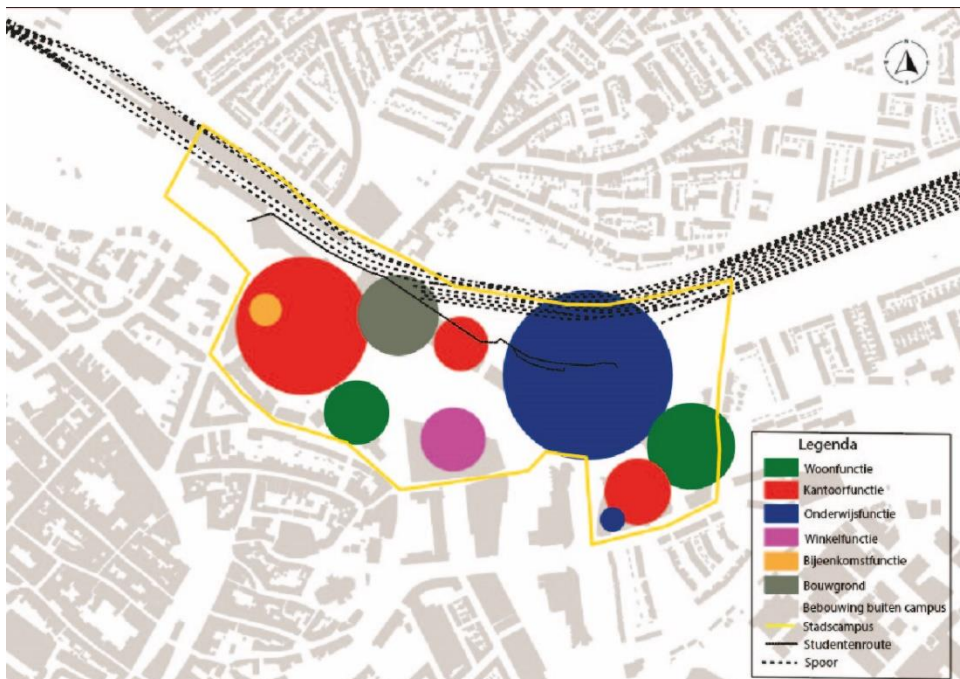 Legenda
Woonfunctie
Kantoorfunctie
Onderwijsfunctie
Winkelfunctie
Bijeenkomstfunctie
Bouwgrond
Bebouwing buiten campus
Stadscampus
Studentenroute
Spoor